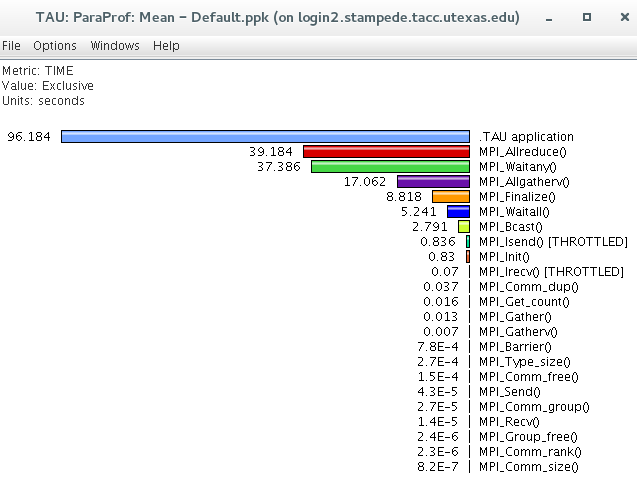 TAU: ParaProf: Mean – Default.ppk (on login2.stampede.tacc.utexas.edu)
File Options Windows Help
Metric: TIME
Value: Exclusive
Units: seconds
96.184 .TAU application
39.184 MPI_Allreduce()
37.386 MPI_Waitany()
17.062 MPI_Allgatherv()
8.818 MPI_Finalize()
5.241 MPI_Waitall()
2.791 MPI_Bcast()
0.836 MPI_Isend() [THROTTLED]
0.83 MPI_Init()
0.07 MPI_Irecv() [THROTTLED]
0.037 MPI_Comm_dup()
0.016 MPI_Get_count()
0.013 MPI_Gather()
0.007 MPI_Gatherv()
7.8E-4 MPI_Barrier()
2.7E-4 MPI_Type_size()
1.5E-4 MPI_Comm_free()
4.3E-5 MPI_Send()
2.7E-5 MPI_Comm_group()
1.4E-5 MPI_Recv()
2.4E-6 MPI_Group_free()
2.3E-6 MPI_Comm_rank()
8.2E-7 MPI_Comm_size()